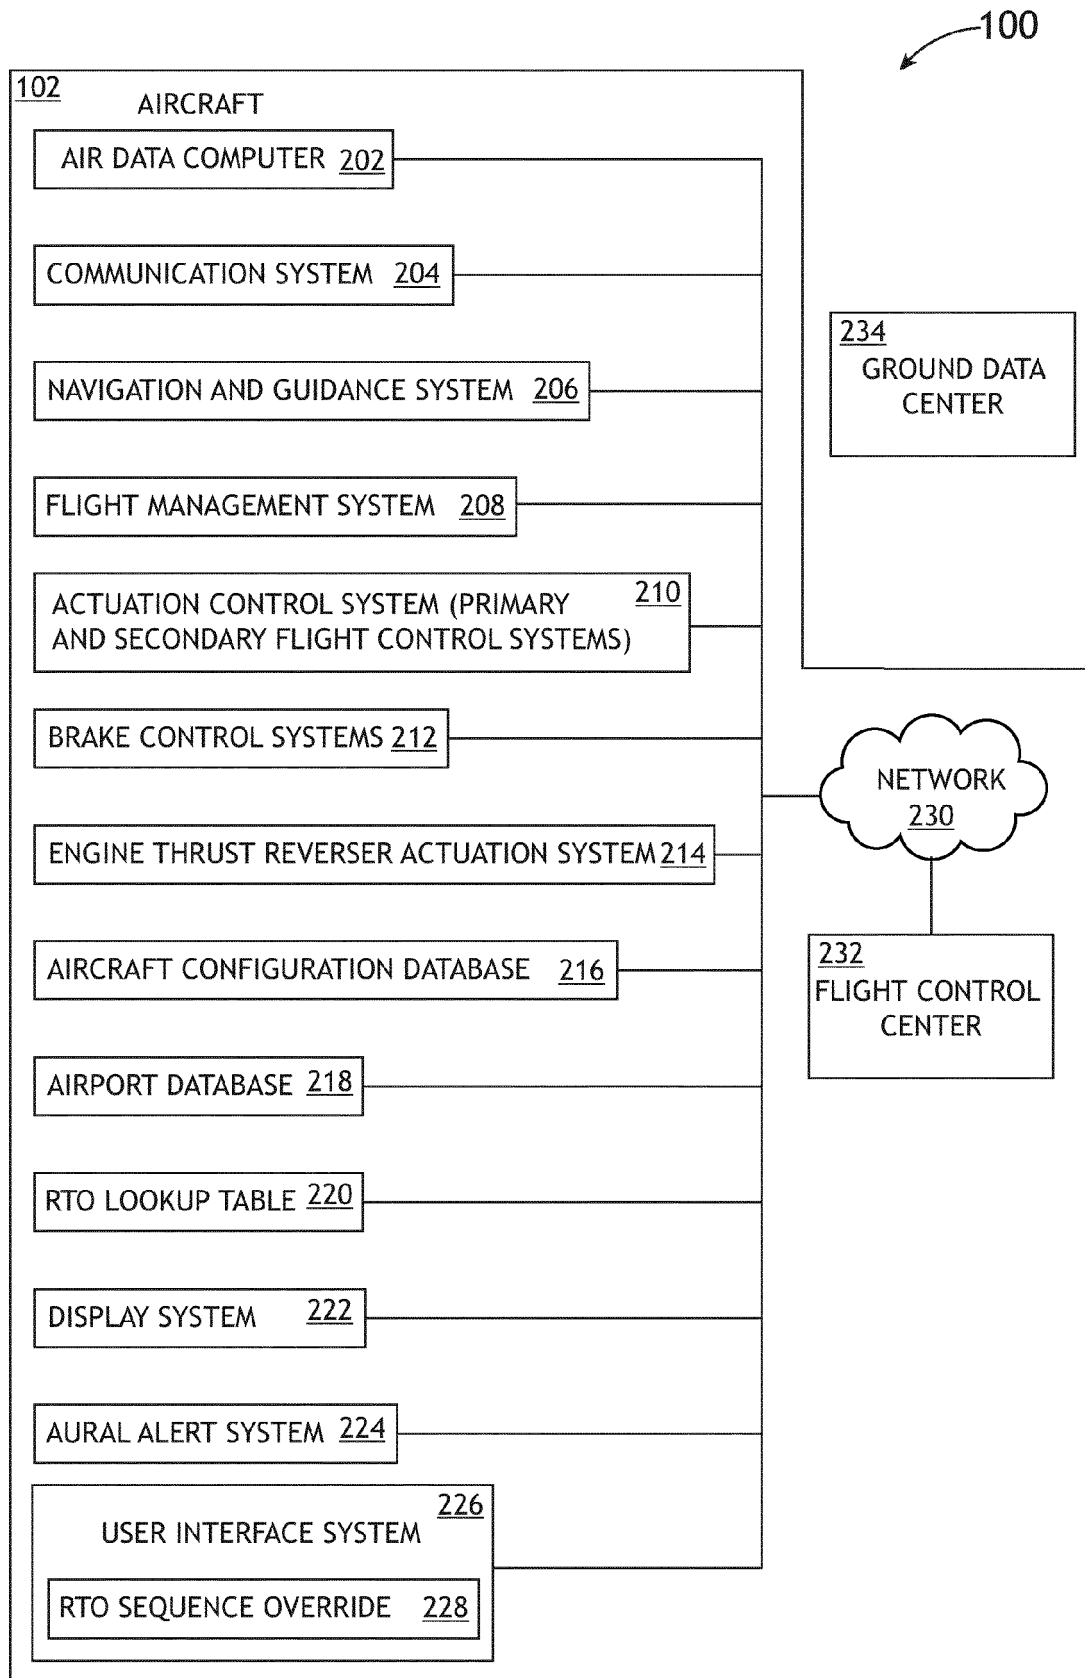 100
102
AIRCRAFT
AIR DATA COMPUTER 202
COMMUNICATION SYSTEM 204
NAVIGATION AND GUIDANCE SYSTEM 206
FLIGHT MANAGEMENT SYSTEM 208
210
ACTUATION CONTROL SYSTEM (PRIMARY
AND SECONDARY FLIGHT CONTROL SYSTEMS)
BRAKE CONTROL SYSTEMS 212
ENGINE THRUST REVERSER ACTUATION SYSTEM 214
AIRCRAFT CONFIGURATION DATABASE 216
AIRPORT DATABASE 218
RTO LOOKUP TABLE 220
DISPLAY SYSTEM 222
AURAL ALERT SYSTEM 224
226
USER INTERFACE SYSTEM
RTO SEQUENCE OVERRIDE 228
234
GROUND DATA
CENTER
NETWORK
230
232
FLIGHT CONTROL
CENTER